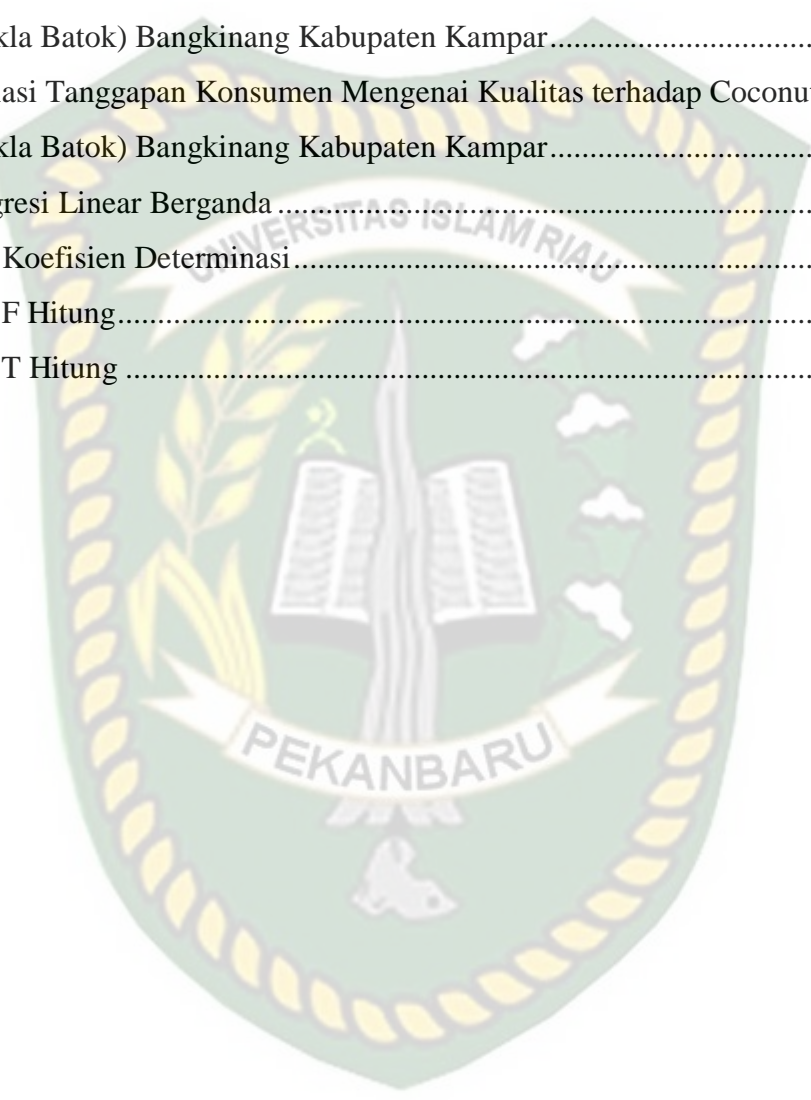 kla Batok) Bangkinang Kabupaten Kampar..............................
asi Tanggapan Konsumen Mengenai Kualitas terhadap Coconu
kla Batok) Bangkinang Kabupaten Kampar..............................
gresi Linear Berganda ..............................................................
Koefisien Determinasi..............................................................
F Hitung....................................................................................
T Hitung ...................................................................................
UNIVERSITAS ISLAM RIAU
PEKANBARU